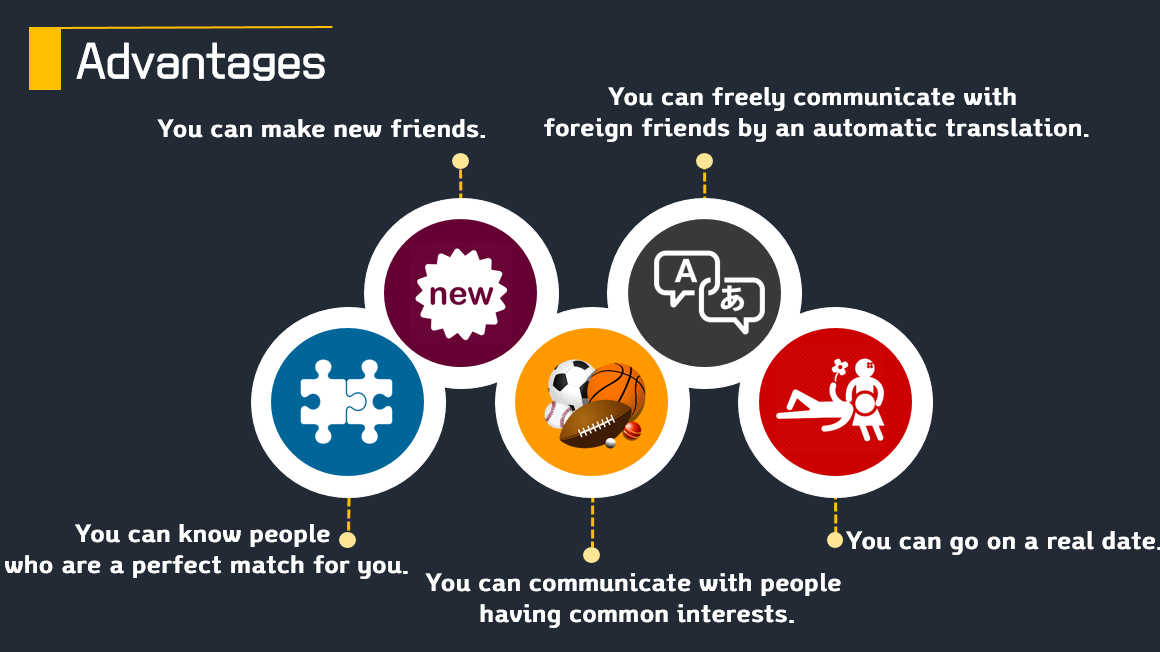 Advantages
You can make new friends.
You can freely communicate with
foreign friends by an automatic translation.
new
A
あ
You can know people
who are a perfect match for you.
You can communicate with people
having common interests.
You can go on a real date.